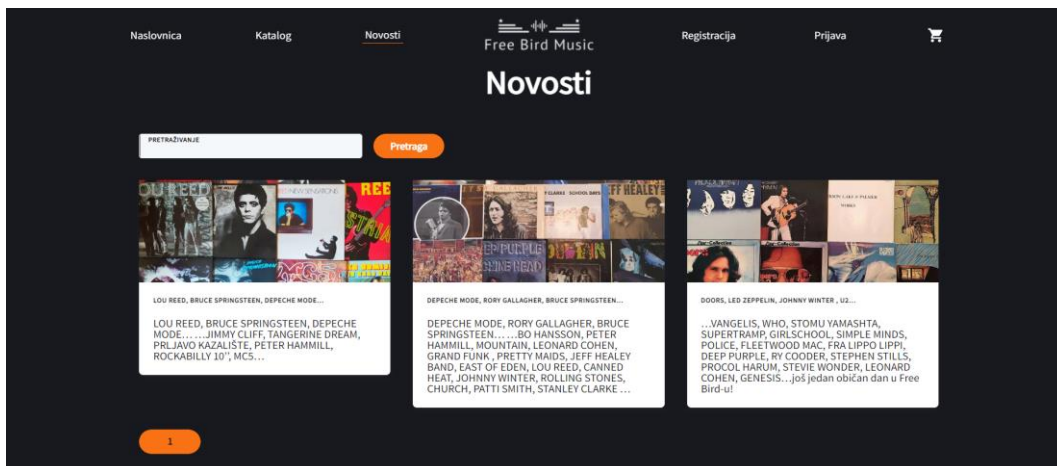 Naslovnica
Katalog
Novosti
Free Bird Music
Registracija
Prijava
Novosti
PRETRAŽIVANJE
Pretraga
LOU REED
REE
EFF HEALEY
LOU REED, BRUCE SPRINGSTEEN, DEPECHE MODE...
LOU REED, BRUCE SPRINGSTEEN, DEPECHE
MODE... ...JIMMY CLIFF, TANGERINE DREAM,
PRLJAVO KAZALIŠTE, PETER HAMMILL,
ROCKABILLY 10’’, MC5...
DEPECHE MODE, RORY GALLAGHER, BRUCE SPRINGSTEEN...
DEPECHE MODE, RORY GALLAGHER, BRUCE
SPRINGSTEEN... ...BO HANSSON, PETER
HAMMILL, MOUNTAIN, LEONARD COHEN,
GRAND FUNK , PRETTY MAIDS, JEFF HEALEY
BAND, EAST OF EDEN, LOU REED, CANNED
HEAT, JOHNNY WINTER, ROLLING STONES,
CHURCH, PATTI SMITH, STANLEY CLARKE ...
DOORS, LED ZEPPELIN, JOHNNY WINTER , U2...
...VANGELIS, WHO, STOMU YAMASHTA,
SUPERTRAMP, GIRLSCHOOL, SIMPLE MINDS,
POLICE, FLEETWOOD MAC, FRA LIPPO LIPPI,
DEEP PURPLE, RY COODER, STEPHEN STILLS,
PROCOL HARUM, STEVIE WONDER, LEONARD
COHEN, GENESIS...još jedan običan dan u Free
Bird-u!
1